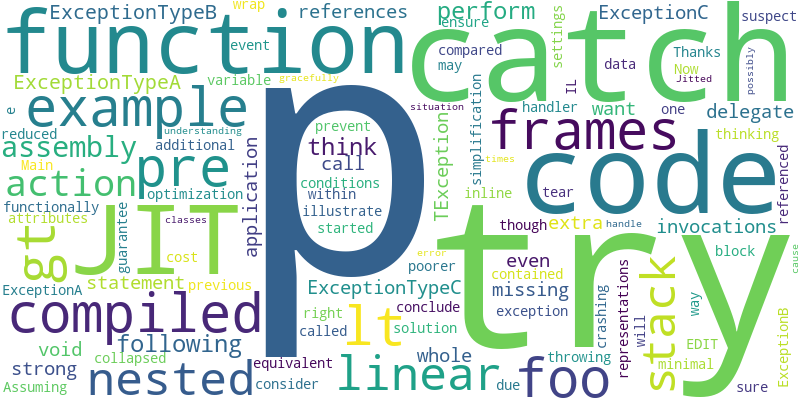 ExceptionTypeB
wrap
references
perform
ExceptionC
suspect
function
event
ensure
catch
settings
compared
Thanks
gracefully
ExceptionTypeA
variable
may
IL
data
Now
Jitted
possibly
e
example
p
prevent
situation
handler
want
one
delegate
reduced
understanding
additional
think
TException
simplification
frames
thinking
referenced
assembly
call
conditions
Main
pre
application
within
times
code
action
optimization
illustrate
inline
tear
functionally
classes
started
though
extra
invocations
attributes
guarantee
JIT
try
handle
gt
cost
error
even
block
statement
previous
contained
stack
way
cause
ExceptionA
ExceptionTypeC
poorer
missing
compiled
right
lt
conclude
whole
exception
crashing
representations
will
ExceptionB
following
called
solution
EDIT
void
collapsed
equivalent
throwing
minimal
strong
nested
consider
linear
due
foo
sure
Assuming